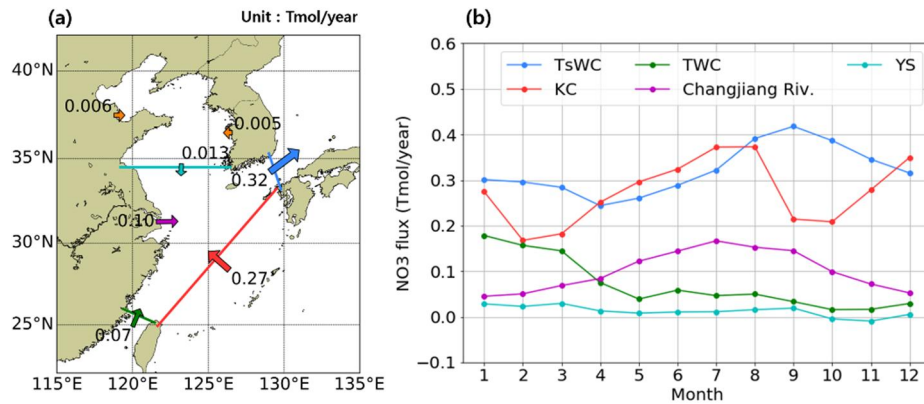 (a)
Unit : Tmol/year
40°N
35°N
30°N
25°N
115°E
120°E
125°E
130°E
135°E
0.006
0.005
0.013
0.32
0.10
0.27
0.07
(b)
NO3 flux (Tmol/year)
0.6
0.5
0.4
0.3
0.2
0.1
0.0
−0.1
TsWC
TWC
YS
KC
Changjiang Riv.
1 2 3 4 5 6 7 8 9 10 11 12
Month